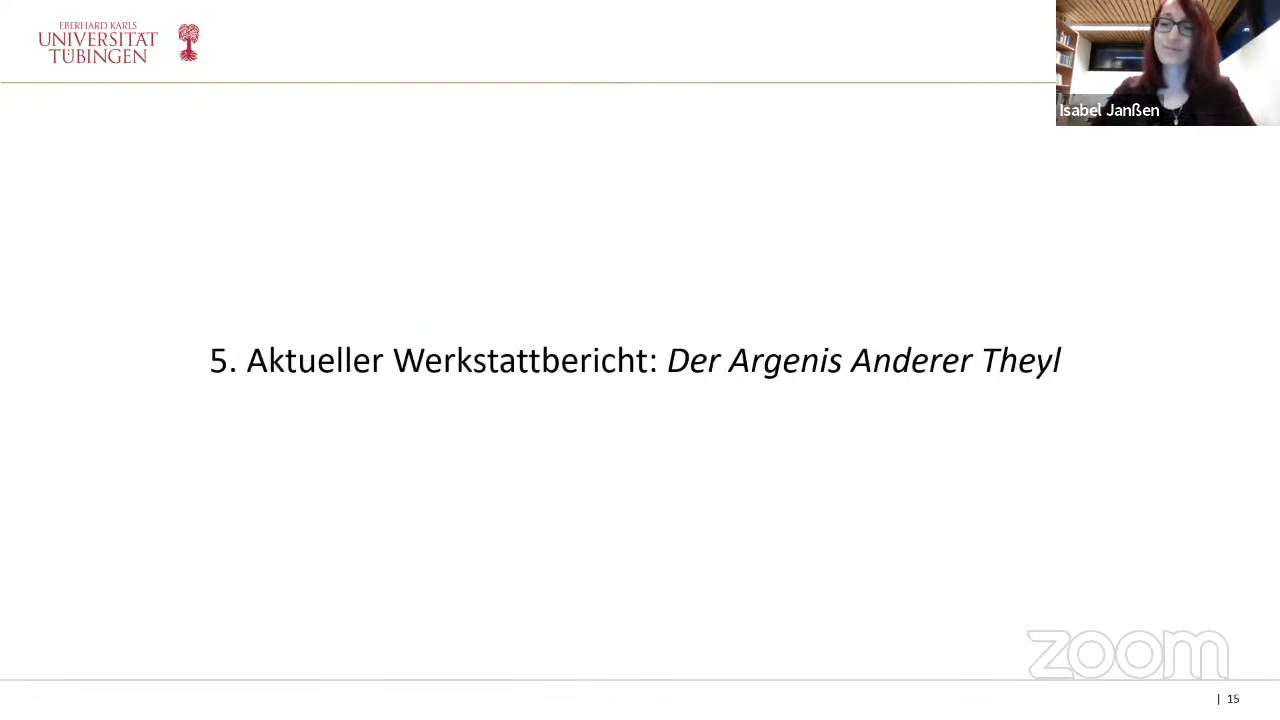 EBERHARD KARLS
UNIVERSITÄT
TÜBINGEN
Isabel Janßen
5. Aktueller Werkstattbericht: Der Argenis Anderer Theyl
zoom
| 15